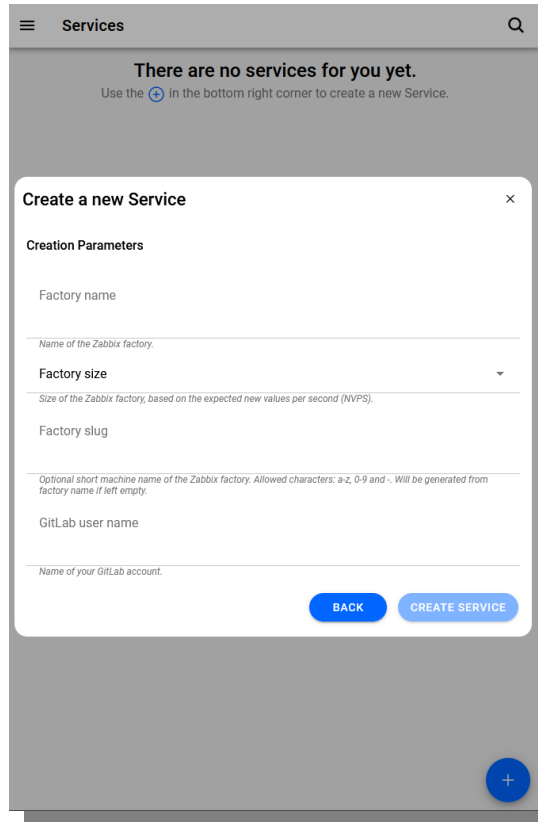 Services
There are no services for you yet.
Use the + in the bottom right corner to create a new Service.
Create a new Service
Creation Parameters
Factory name
Name of the Zabbix factory.
Factory size
Size of the Zabbix factory, based on the expected new values per second (NVPS).
Factory slug
Optional short machine name of the Zabbix factory. Allowed characters: a-z, 0-9 and -. Will be generated from
factory name if left empty.
GitLab user name
Name of your GitLab account.
BACK CREATE SERVICE